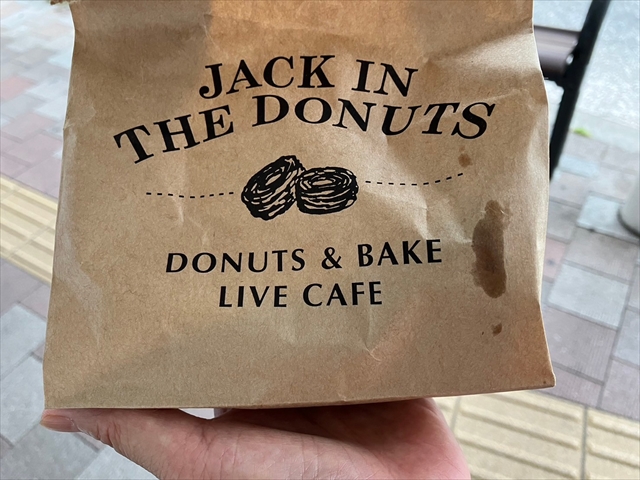 JACK IN
THE DONUTS
DONUTS & BAKE
LIVE CAFE